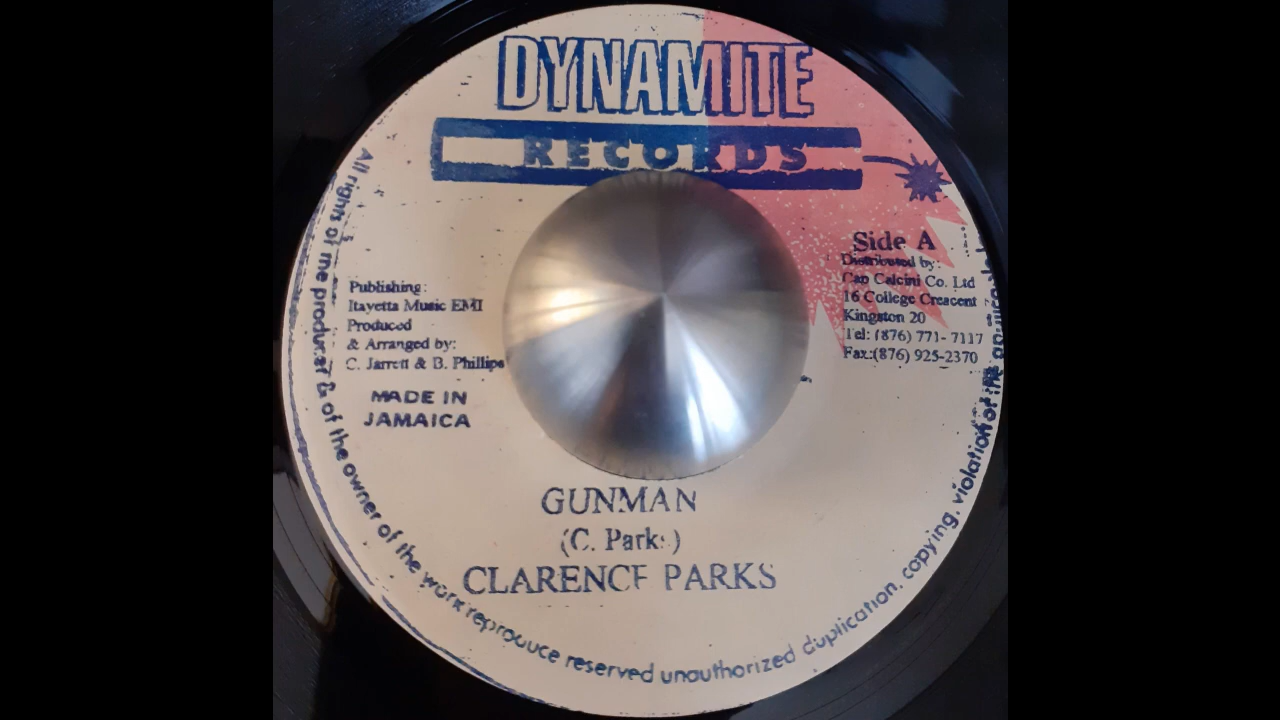 DYNAMITE
RECORDS
Side A
Distributed by:
Cap Calcini Co. Ltd
16 College Crescent
Kingston 20
Tel: (876) 771-7117
Fax:(876) 925-2370
Publishing:
Itayetta Music EMI
Produced
& Arranged by:
C. Jarrett & B. Phillips
MADE IN
JAMAICA
GUNMAN
(C. Parks)
CLARENCE PARKS
All rights of me producer & of the owner of the work reproduce reserved unauthorized duplication, copying, violation of the